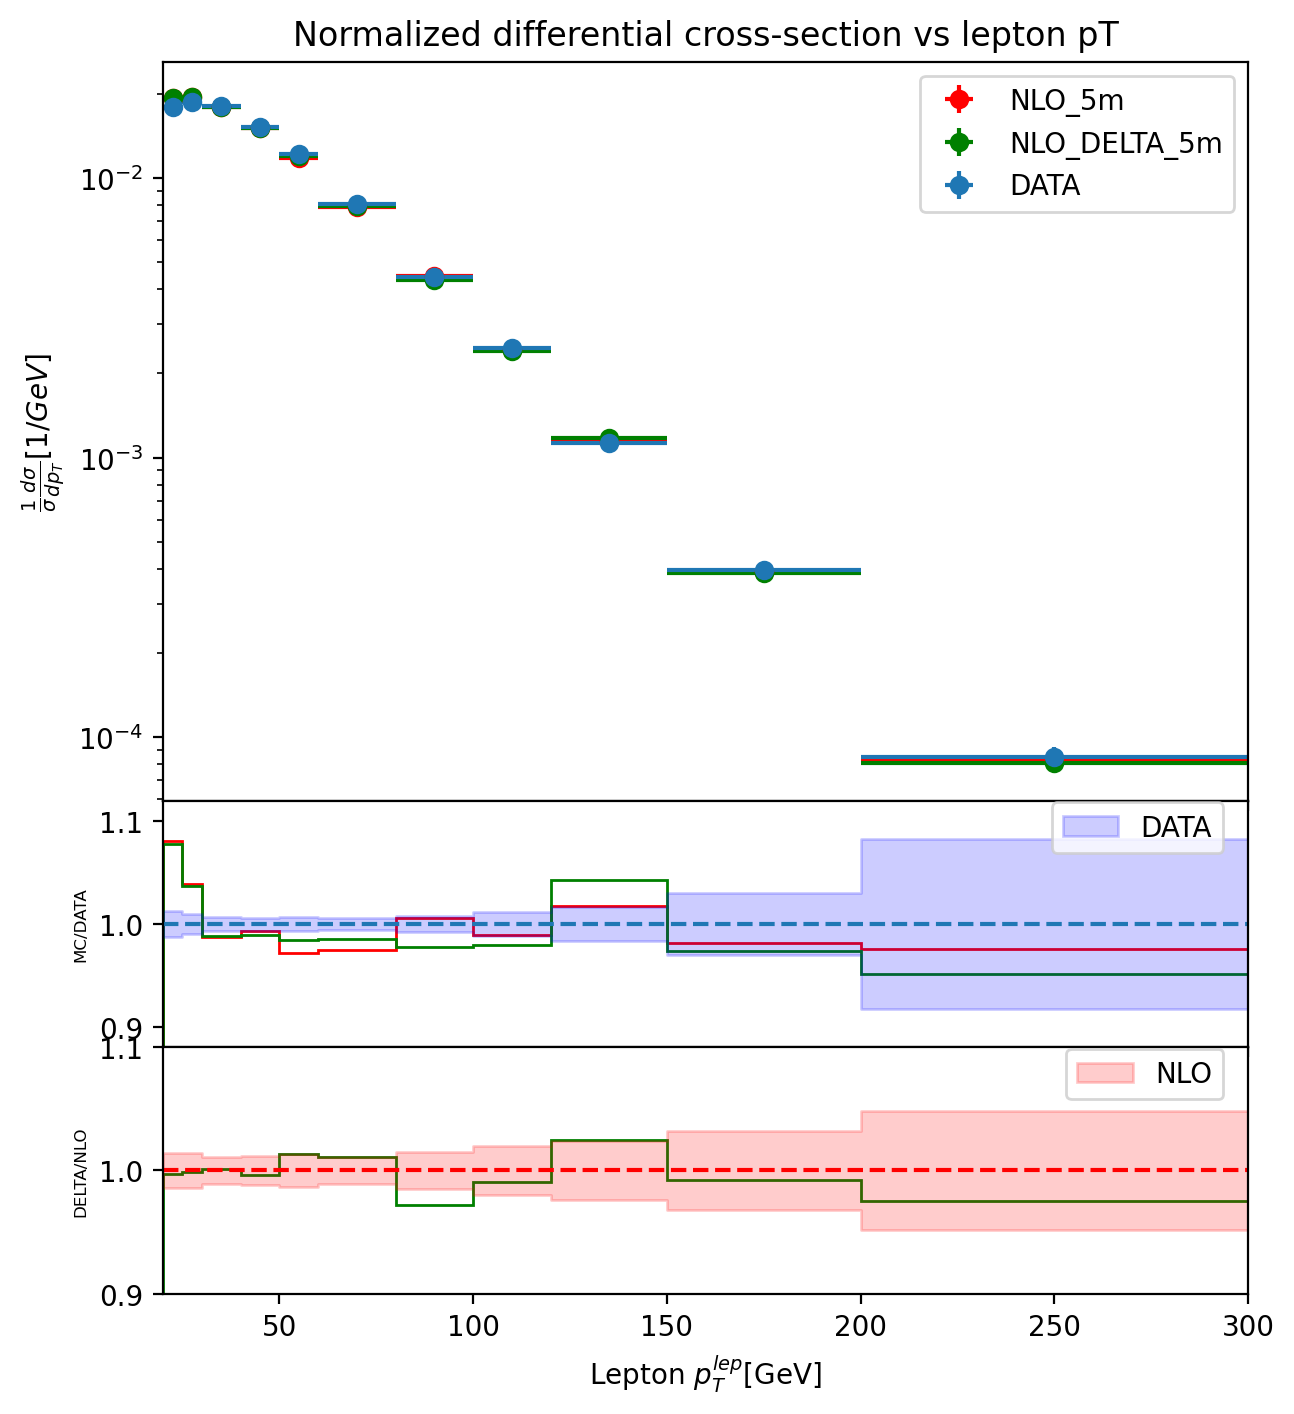 Normalized differential cross-section vs lepton pT
NLO_5m
NLO_DELTA_5m
DATA
10⁻²
10⁻³
10⁻⁴
1/σ dσ/dp_T [1/GeV]
DATA
1.1
1.0
0.9
MC/DATA
NLO
1.1
1.0
0.9
DELTA/NLO
50 100 150 200 250 300
Lepton p_T^lep[GeV]